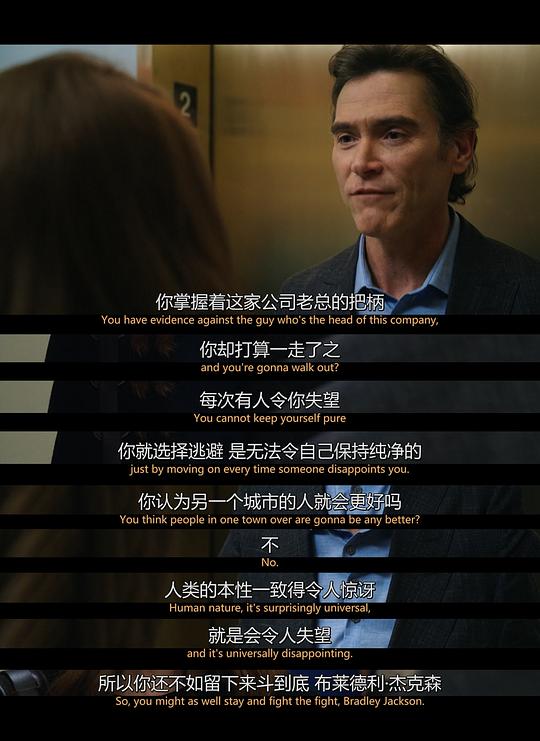 2
你掌握着这家公司老总的把柄
You have evidence against the guy who's the head of this company,
你却打算一走了之
and you're gonna walk out?
每次有人令你失望
You cannot keep yourself pure
你就选择逃避 是无法令自己保持纯净的
just by moving on every time someone disappoints you.
你认为另一个城市的人就会更好吗
You think people in one town over are gonna be any better?
不
No.
人类的本性一致得令人惊讶
Human nature, it's surprisingly universal,
就是会令人失望
and it's universally disappointing.
所以你还不如留下来斗到底 布莱德利·杰克森
So, you might as well stay and fight the fight, Bradley Jackson.